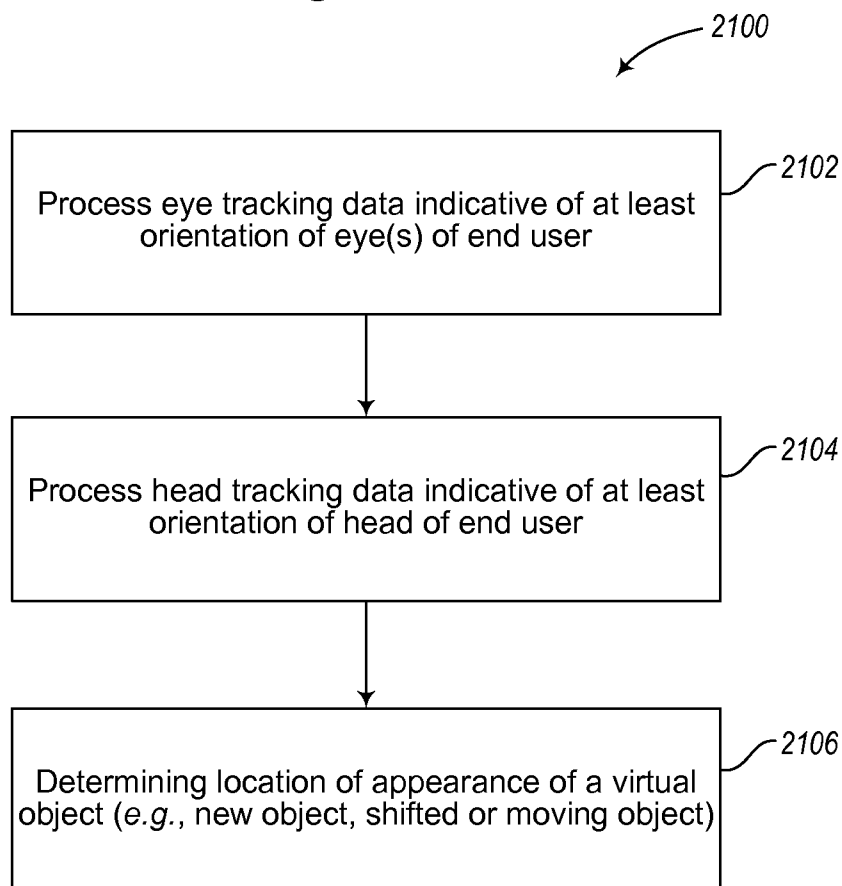 2100
2102
Process eye tracking data indicative of at least
orientation of eye(s) of end user
2104
Process head tracking data indicative of at least
orientation of head of end user
2106
Determining location of appearance of a virtual
object (e.g., new object, shifted or moving object)